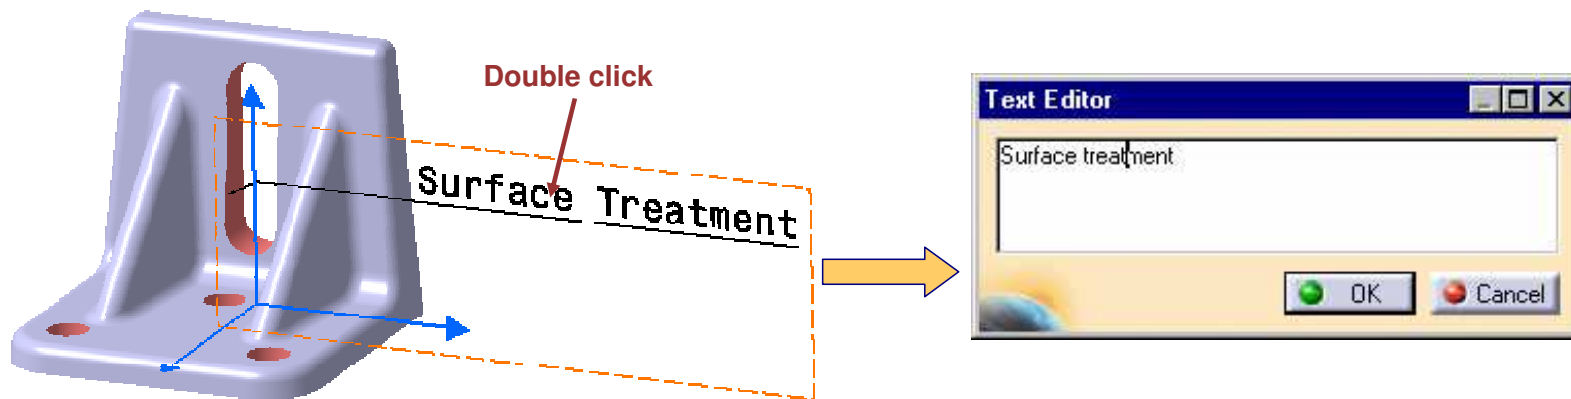 Double click
Surface Treatment
Text Editor
Surface treatment
OK
Cancel